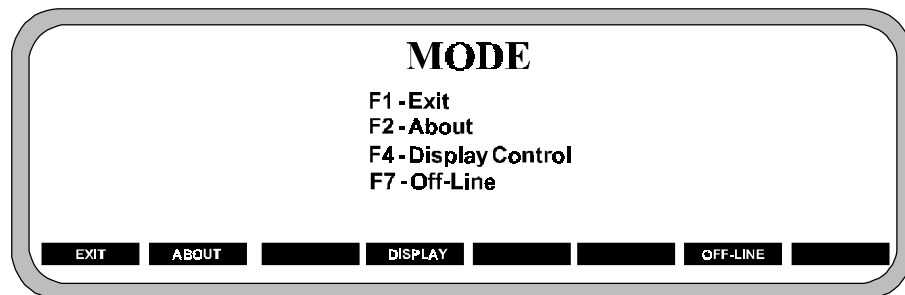 MODE
F1 - Exit
F2 - About
F4 - Display Control
F7 - Off-Line
EXIT ABOUT DISPLAY OFF-LINE